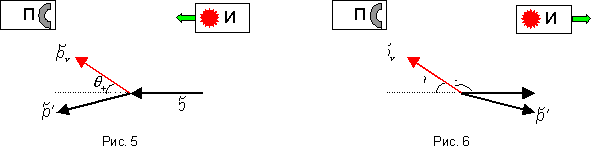 П И П И
p̄ᵥ θ₊ p̄' p̄ p̄'
Рис. 5 Рис. 6